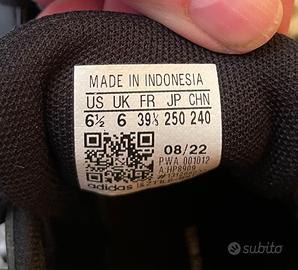 MADE IN INDONESIA
US UK FR JP CHN
6½ 6 39⅓ 250 240
08/22
PWA 001012
adidas
subito